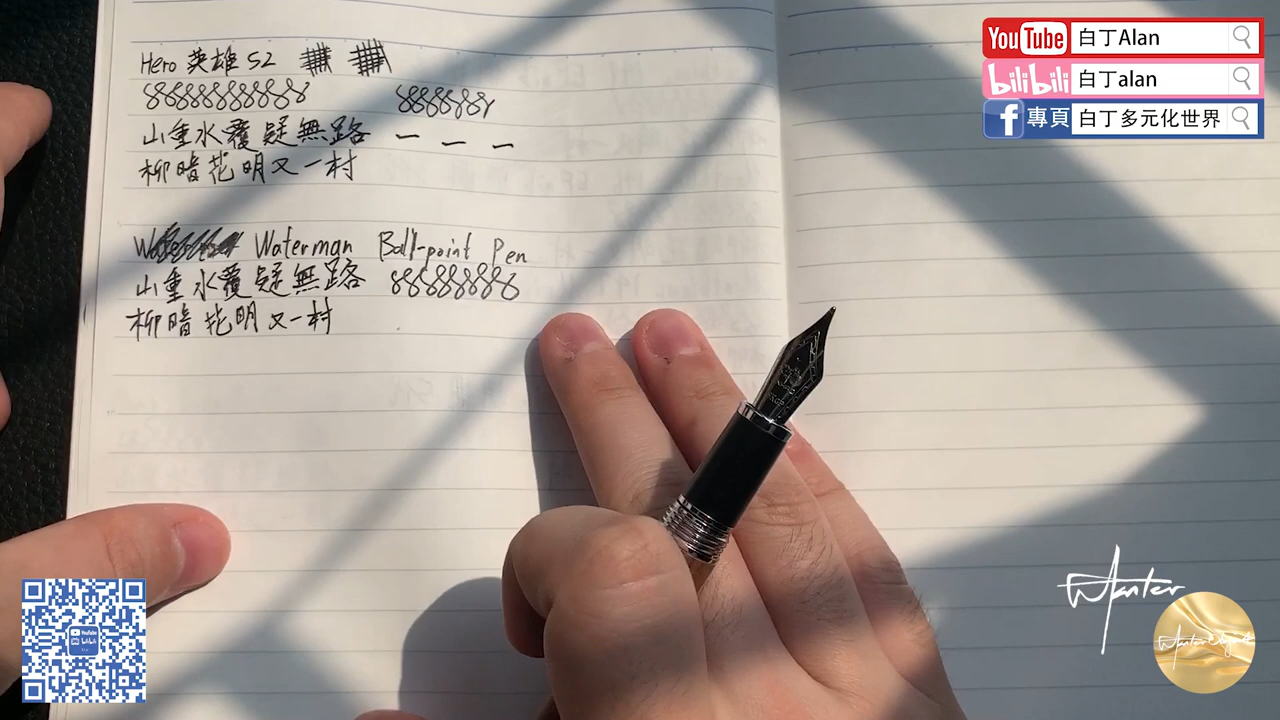 Hero 英雄 S2
88888888888
8888888
山重水覆疑無路 一 一 一
柳暗花明又一村
Waterman Ball-point Pen
山重水覆疑無路 88888888
柳暗花明又一村
YouTube 白丁Alan
bilibili 白丁alan
f 專頁 白丁多元化世界